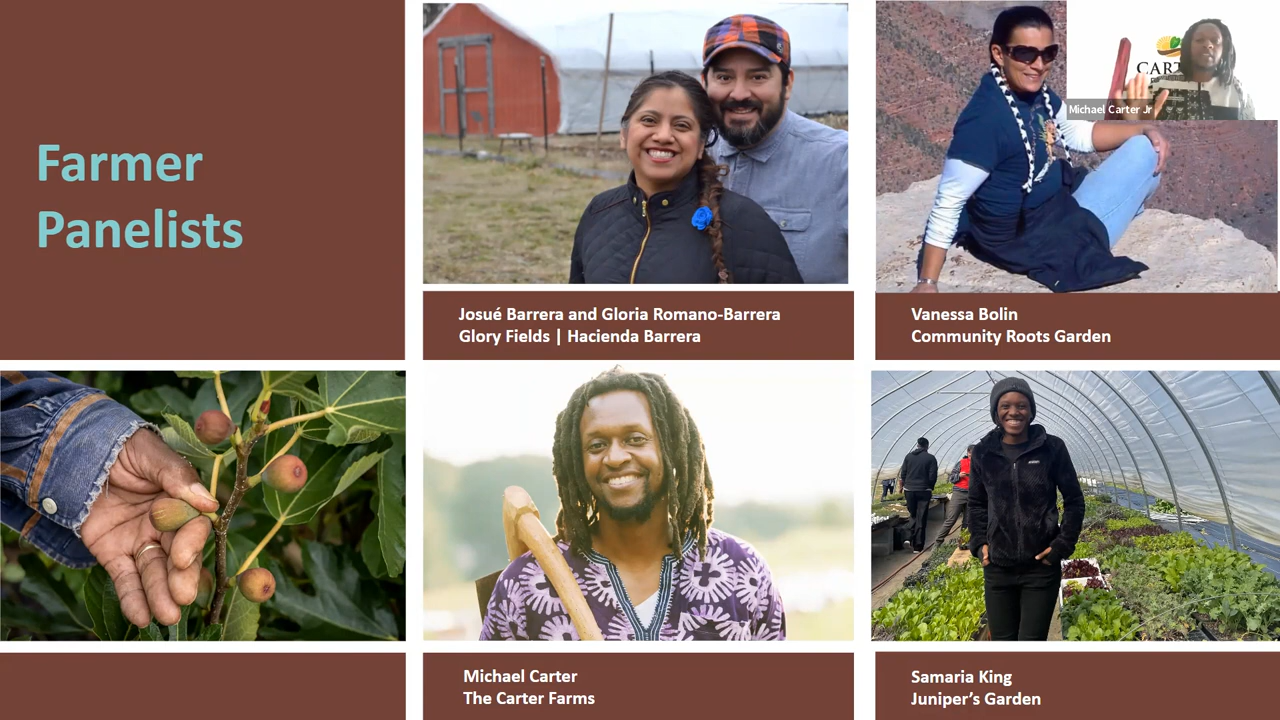 Farmer
Panelists
Josué Barrera and Gloria Romano-Barrera
Glory Fields | Hacienda Barrera
Vanessa Bolin
Community Roots Garden
Michael Carter Jr
Michael Carter
The Carter Farms
Samaria King
Juniper's Garden